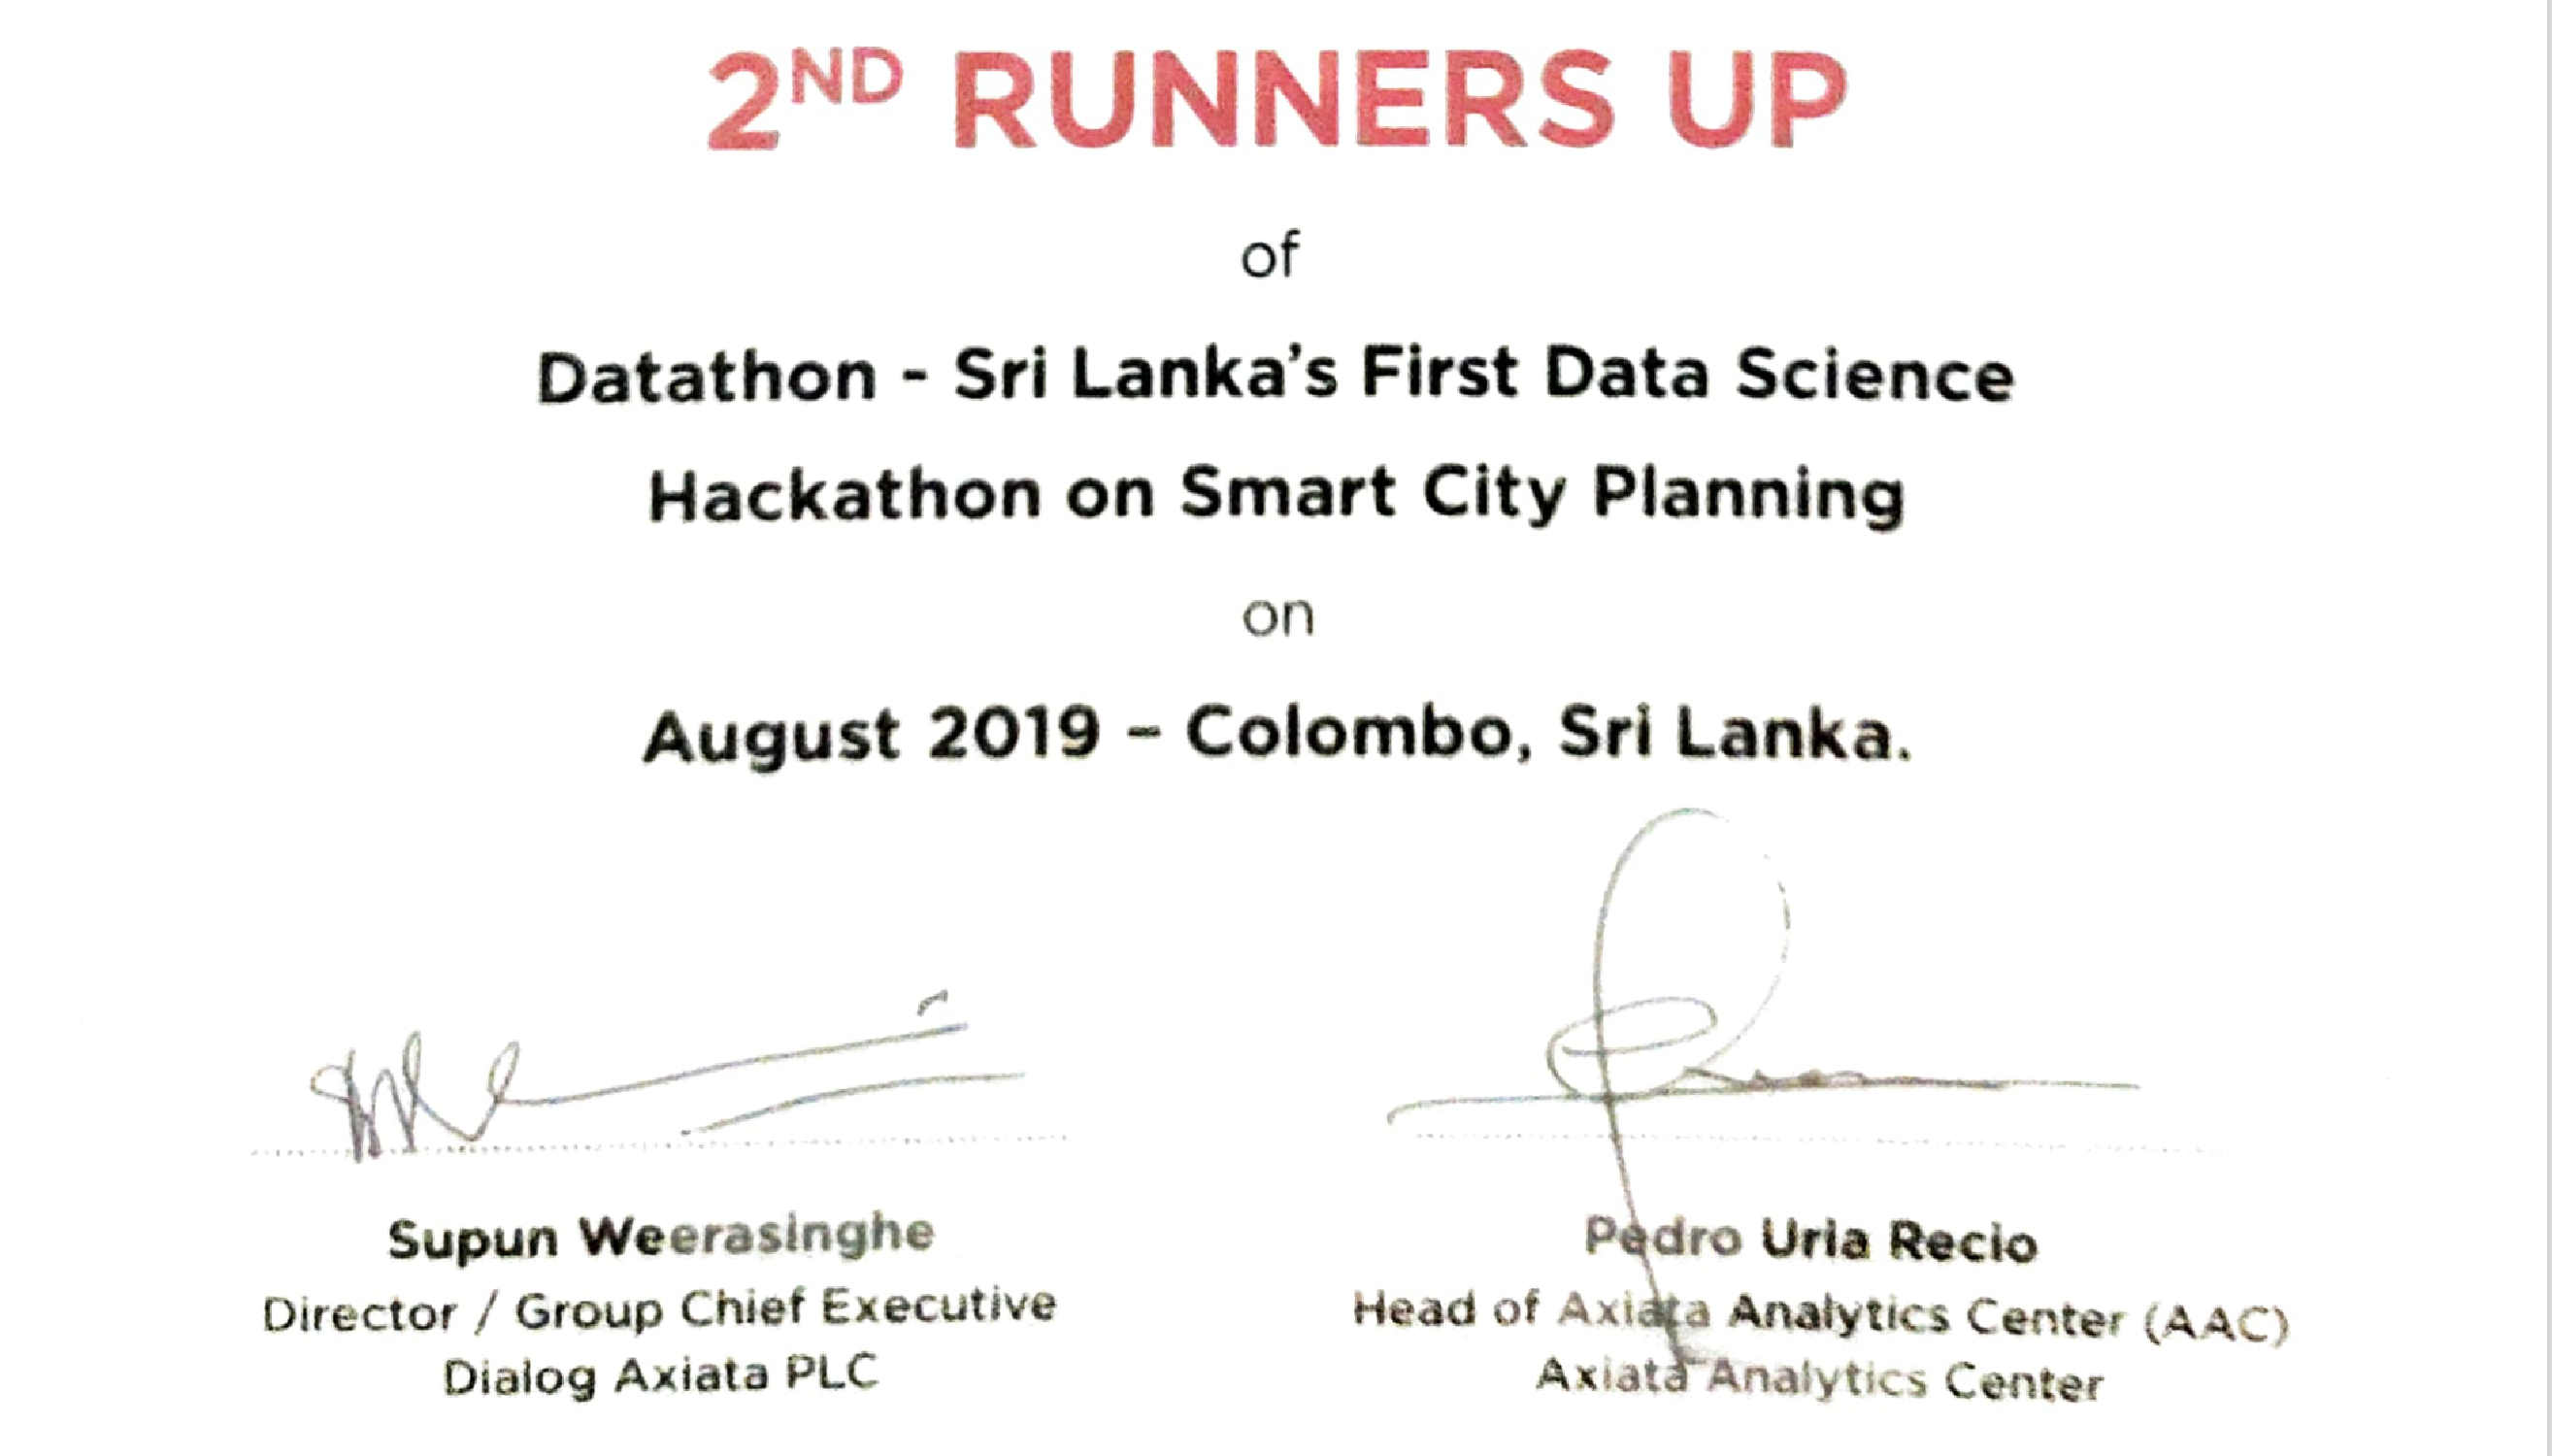 2ND RUNNERS UP
of
Datathon - Sri Lanka's First Data Science
Hackathon on Smart City Planning
on
August 2019 – Colombo, Sri Lanka.
Supun Weerasinghe
Director / Group Chief Executive
Dialog Axiata PLC
Pedro Uria Recio
Head of Axiata Analytics Center (AAC)
Axiata Analytics Center